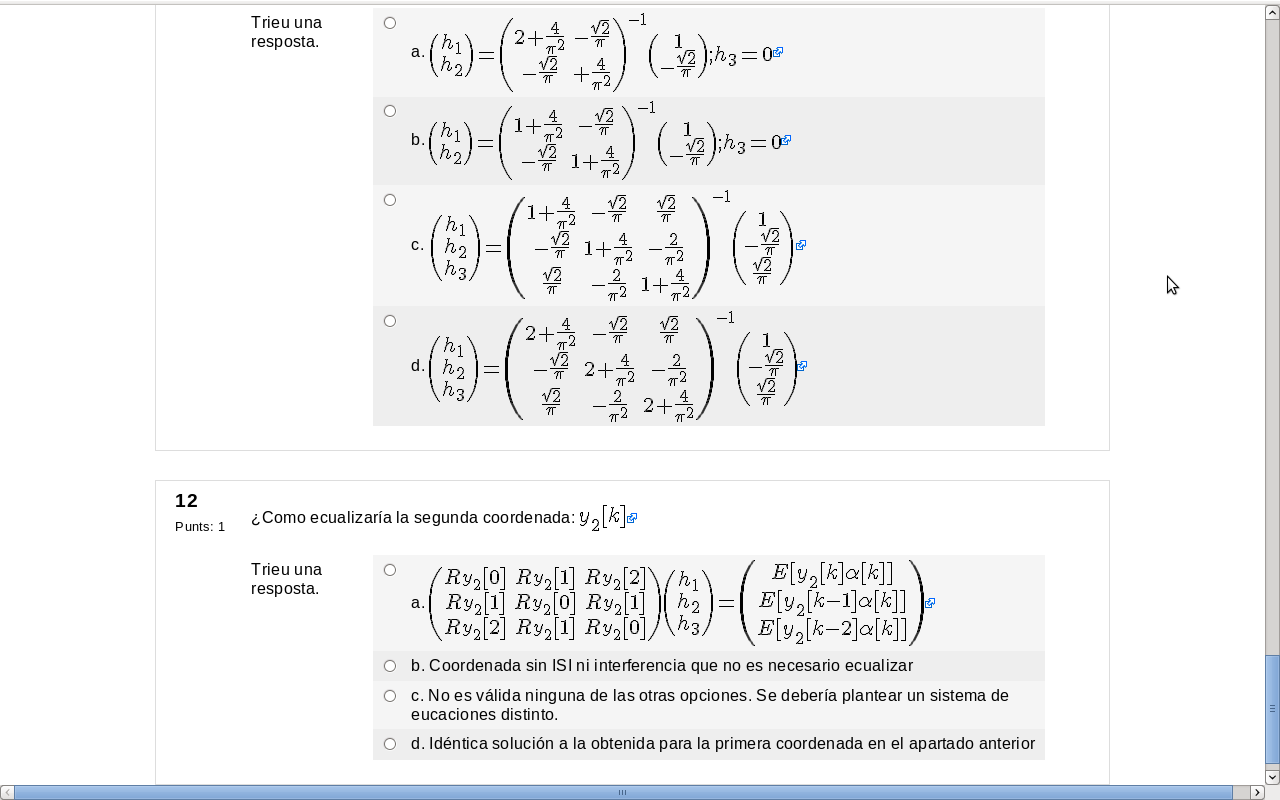 Trieu una
resposta.
a. \begin{pmatrix} h_1 \\ h_2 \end{pmatrix} = \begin{pmatrix} 2+\frac{4}{\pi^2} & -\frac{\sqrt{2}}{\pi} \\ -\frac{\sqrt{2}}{\pi} & +\frac{4}{\pi^2} \end{pmatrix}^{-1} \begin{pmatrix} 1 \\ -\frac{\sqrt{2}}{\pi} \end{pmatrix}; h_3 = 0
b. \begin{pmatrix} h_1 \\ h_2 \end{pmatrix} = \begin{pmatrix} 1+\frac{4}{\pi^2} & -\frac{\sqrt{2}}{\pi} \\ -\frac{\sqrt{2}}{\pi} & 1+\frac{4}{\pi^2} \end{pmatrix}^{-1} \begin{pmatrix} 1 \\ -\frac{\sqrt{2}}{\pi} \end{pmatrix}; h_3 = 0
c. \begin{pmatrix} h_1 \\ h_2 \\ h_3 \end{pmatrix} = \begin{pmatrix} 1+\frac{4}{\pi^2} & -\frac{\sqrt{2}}{\pi} & \frac{\sqrt{2}}{\pi} \\ -\frac{\sqrt{2}}{\pi} & 1+\frac{4}{\pi^2} & -\frac{2}{\pi^2} \\ \frac{\sqrt{2}}{\pi} & -\frac{2}{\pi^2} & 1+\frac{4}{\pi^2} \end{pmatrix}^{-1} \begin{pmatrix} 1 \\ -\frac{\sqrt{2}}{\pi} \\ \frac{\sqrt{2}}{\pi} \end{pmatrix}
d. \begin{pmatrix} h_1 \\ h_2 \\ h_3 \end{pmatrix} = \begin{pmatrix} 2+\frac{4}{\pi^2} & -\frac{\sqrt{2}}{\pi} & \frac{\sqrt{2}}{\pi} \\ -\frac{\sqrt{2}}{\pi} & 2+\frac{4}{\pi^2} & -\frac{2}{\pi^2} \\ \frac{\sqrt{2}}{\pi} & -\frac{2}{\pi^2} & 2+\frac{4}{\pi^2} \end{pmatrix}^{-1} \begin{pmatrix} 1 \\ -\frac{\sqrt{2}}{\pi} \\ \frac{\sqrt{2}}{\pi} \end{pmatrix}
12
Punts: 1
¿Como ecualizaría la segunda coordenada: y_2[k]
Trieu una
resposta.
a. \begin{pmatrix} Ry_2[0] & Ry_2[1] & Ry_2[2] \\ Ry_2[1] & Ry_2[0] & Ry_2[1] \\ Ry_2[2] & Ry_2[1] & Ry_2[0] \end{pmatrix} \begin{pmatrix} h_1 \\ h_2 \\ h_3 \end{pmatrix} = \begin{pmatrix} E[y_2[k]\alpha[k]] \\ E[y_2[k-1]\alpha[k]] \\ E[y_2[k-2]\alpha[k]] \end{pmatrix}
b. Coordenada sin ISI ni interferencia que no es necesario ecualizar
c. No es válida ninguna de las otras opciones. Se debería plantear un sistema de
eucaciones distinto.
d. Idéntica solución a la obtenida para la primera coordenada en el apartado anterior